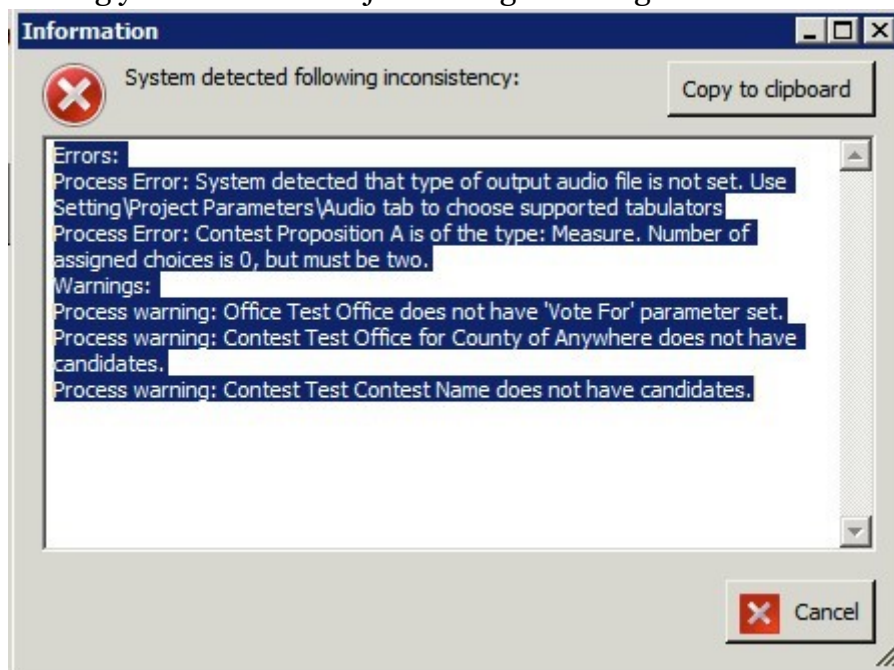 Information
System detected following inconsistency:
Copy to clipboard
Errors:
Process Error: System detected that type of output audio file is not set. Use
Setting\Project Parameters\Audio tab to choose supported tabulators
Process Error: Contest Proposition A is of the type: Measure. Number of
assigned choices is 0, but must be two.
Warnings:
Process warning: Office Test Office does not have 'Vote For' parameter set.
Process warning: Contest Test Office for County of Anywhere does not have
candidates.
Process warning: Contest Test Contest Name does not have candidates.
Cancel